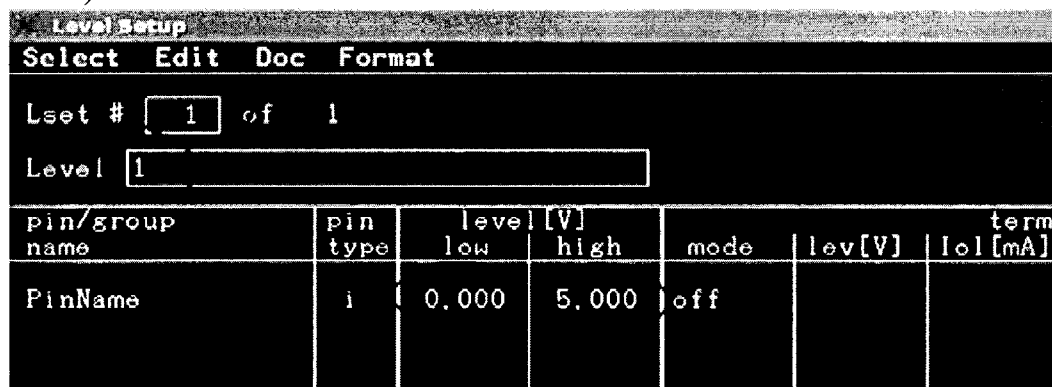 Level Setup
Select Edit Doc Format
Lset # 1 of 1
Level 1
pin/group pin level[V] term
name type low high mode lev[V] Iol[mA]
PinName i 0.000 5.000 off